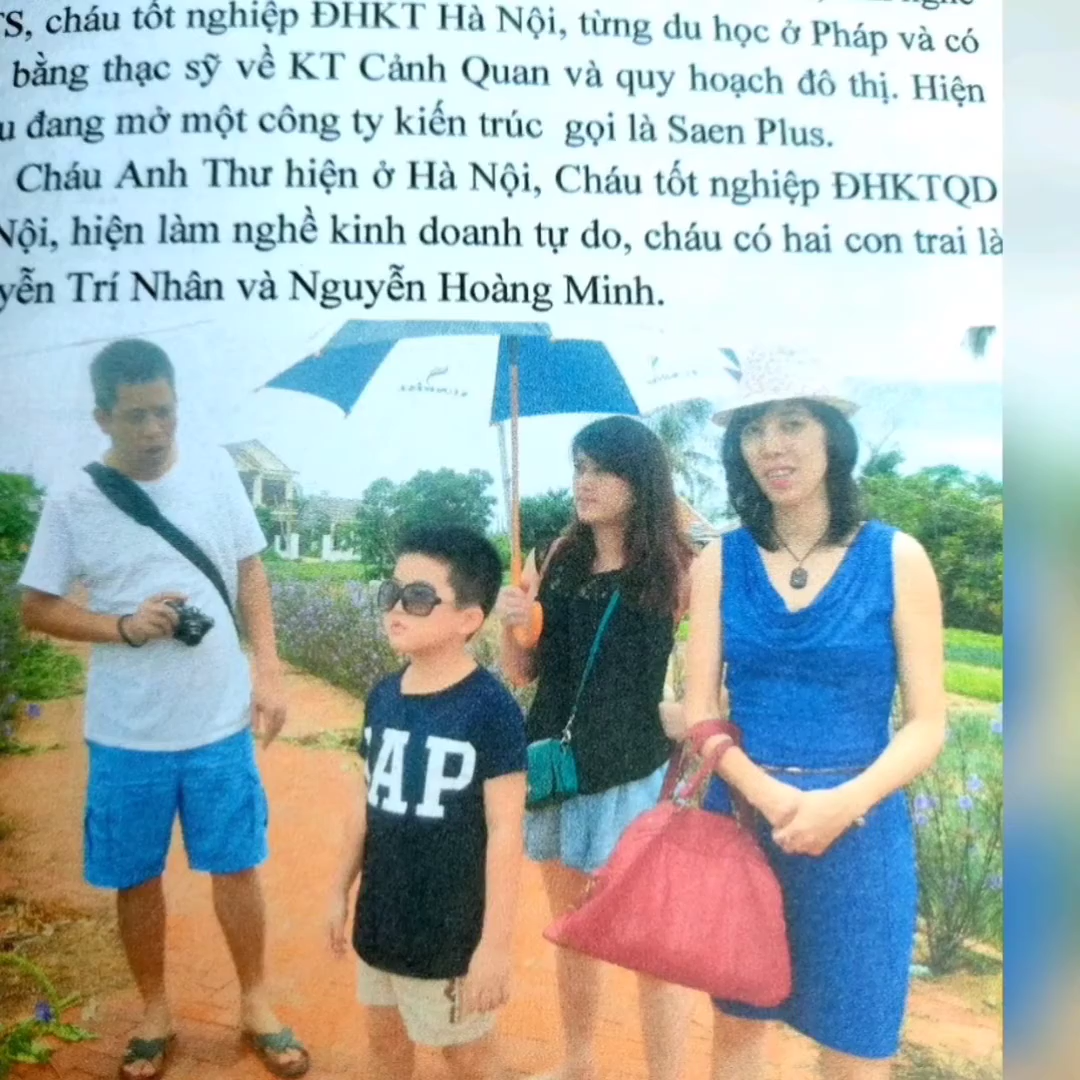 TS, cháu tốt nghiệp ĐHKT Hà Nội, từng du học ở Pháp và có
bằng thạc sỹ về KT Cảnh Quan và quy hoạch đô thị. Hiện
u đang mở một công ty kiến trúc gọi là Saen Plus.
Cháu Anh Thư hiện ở Hà Nội, Cháu tốt nghiệp ĐHKTQD
Nội, hiện làm nghề kinh doanh tự do, cháu có hai con trai là
yễn Trí Nhân và Nguyễn Hoàng Minh.
AP